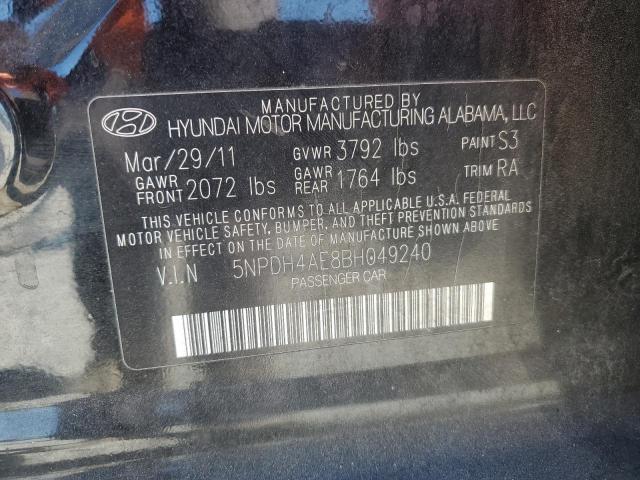 MANUFACTURED BY
HYUNDAI MOTOR MANUFACTURING ALABAMA, LLC
Mar/29/11 GVWR 3792 lbs PAINT S3
GAWR FRONT 2072 lbs GAWR REAR 1764 lbs TRIM RA
THIS VEHICLE CONFORMS TO ALL APPLICABLE U.S.A. FEDERAL
MOTOR VEHICLE SAFETY, BUMPER, AND THEFT PREVENTION STANDARDS
IN EFFECT ON THE DATE OF MANUFACTURE SHOWN ABOVE.
V.I.N 5NPDH4AE8BH049240
PASSENGER CAR